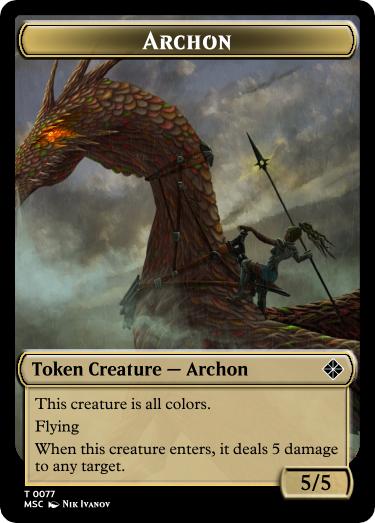 ARCHON
Token Creature — Archon
This creature is all colors.
Flying
When this creature enters, it deals 5 damage
to any target.
5/5
T 0077
MSC NIK IVANOV